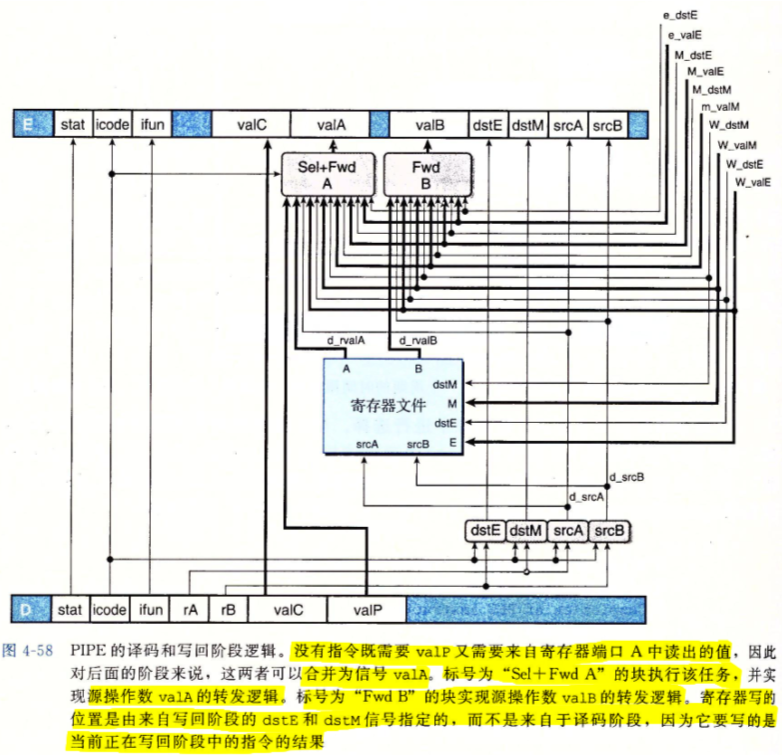 e_dstE
e_valE
M_dstE
M_valE
M_dstM
m_valM
W_dstM
W_valM
W_dstE
W_valE
E stat icode ifun valC valA valB dstE dstM srcA srcB
Sel+Fwd A
Fwd B
d_rvalA d_rvalB
A B
dstM
寄存器文件 M
dstE
srcA srcB E
d_srcB
d_srcA
dstE dstM srcA srcB
D stat icode ifun rA rB valC valP
图 4-58 PIPE 的译码和写回阶段逻辑。没有指令既需要 valP 又需要来自寄存器端口 A 中读出的值,因此
对后面的阶段来说,这两者可以合并为信号 valA。标号为“Sel+Fwd A”的块执行该任务,并实
现源操作数 valA 的转发逻辑。标号为“Fwd B”的块实现源操作数 valB 的转发逻辑。寄存器写的
位置是由来自写回阶段的 dstE 和 dstM 信号指定的,而不是来自于译码阶段,因为它要写的是
当前正在写回阶段中的指令的结果